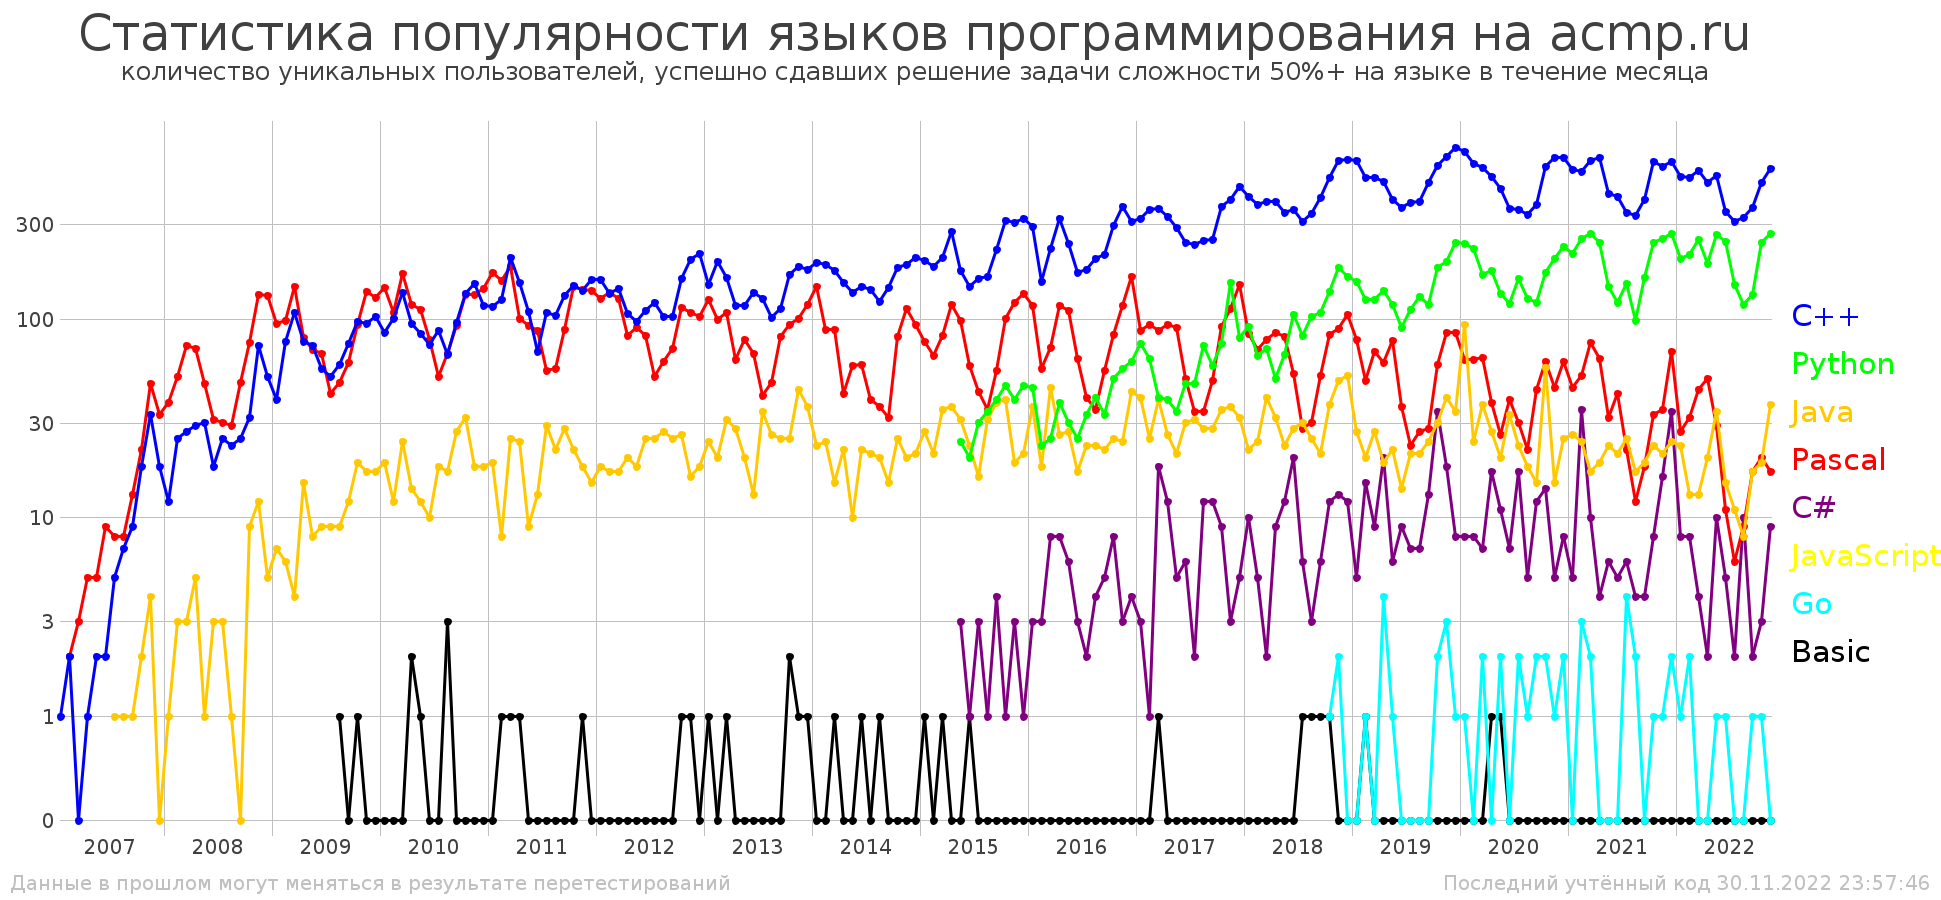 Статистика популярности языков программирования на acmp.ru
количество уникальных пользователей, успешно сдавших решение задачи сложности 50%+ на языке в течение месяца
300
100
30
10
3
1
0
C++
Python
Java
Pascal
C#
JavaScript
Go
Basic
2007 2008 2009 2010 2011 2012 2013 2014 2015 2016 2017 2018 2019 2020 2021 2022
Данные в прошлом могут меняться в результате перетестирований
Последний учтённый код 30.11.2022 23:57:46